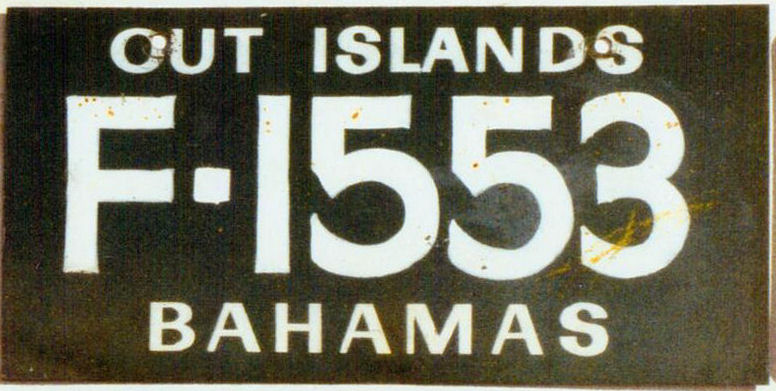 OUT ISLANDS
F·1553
BAHAMAS